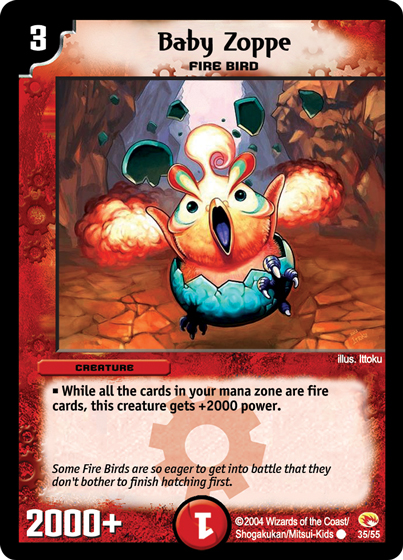 3
Baby Zoppe
FIRE BIRD
illus. Ittoku
CREATURE
▪ While all the cards in your mana zone are fire
cards, this creature gets +2000 power.
Some Fire Birds are so eager to get into battle that they
don't bother to finish hatching first.
2000+
1
©2004 Wizards of the Coast/
Shogakukan/Mitsui-Kids
35/55